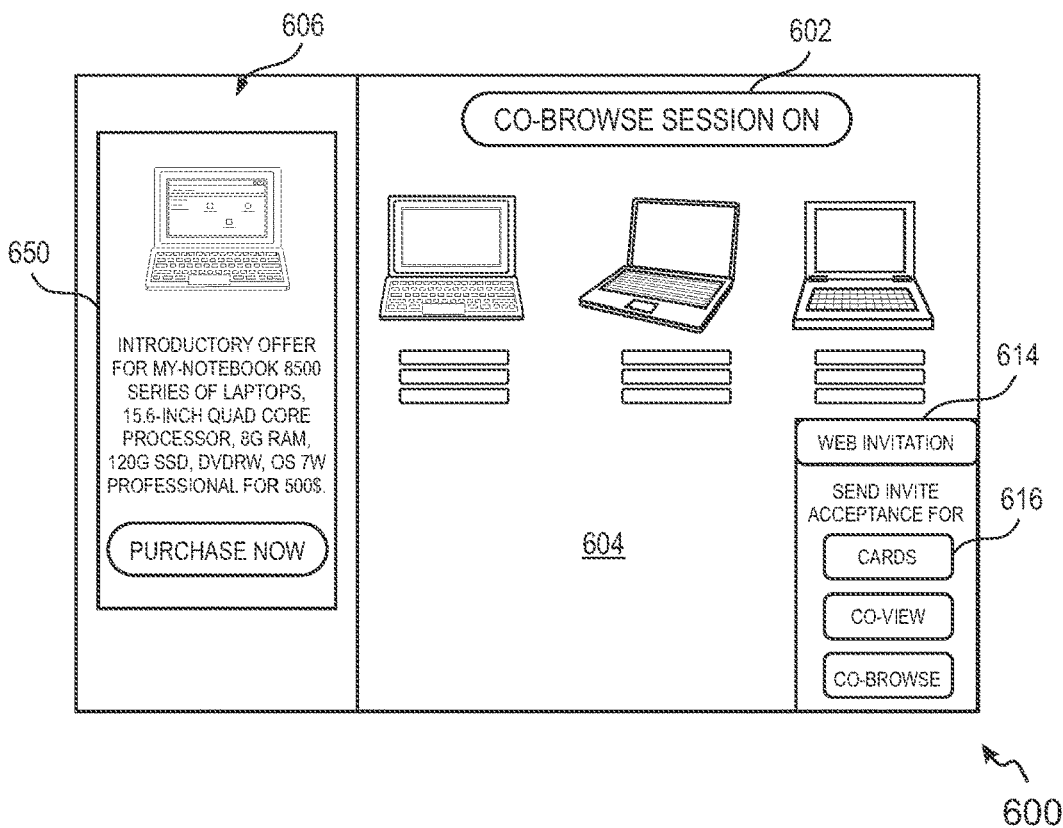 606
602
CO-BROWSE SESSION ON
650
INTRODUCTORY OFFER
FOR MY-NOTEBOOK 8500
SERIES OF LAPTOPS,
15.6-INCH QUAD CORE
PROCESSOR, 8G RAM,
120G SSD, DVDRW, OS 7W
PROFESSIONAL FOR 500$.
PURCHASE NOW
604
614
WEB INVITATION
SEND INVITE
ACCEPTANCE FOR
616
CARDS
CO-VIEW
CO-BROWSE
600